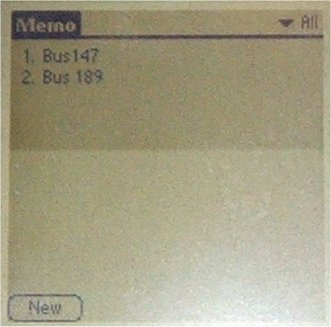 Memo All
1. Bus147
2. Bus 189
New